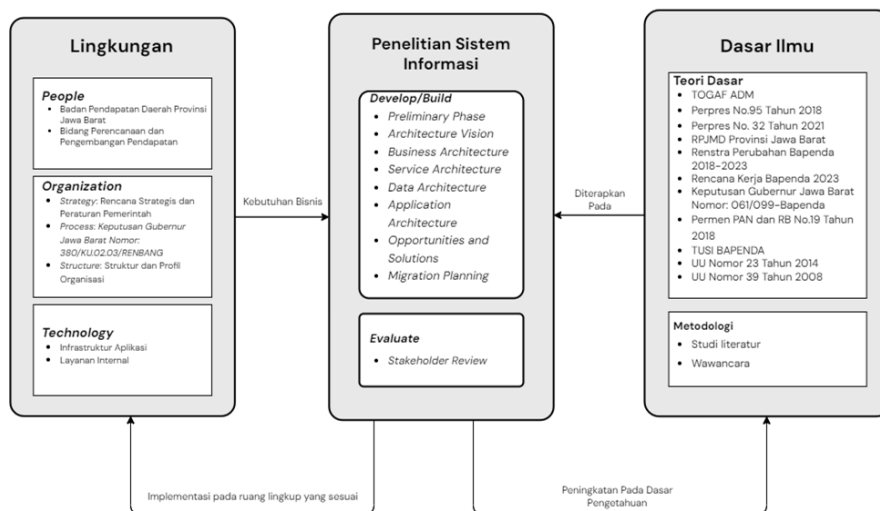 Lingkungan
People
Badan Pendapatan Daerah Provinsi
Jawa Barat
Bidang Perencanaan dan
Pengembangan Pendapatan
Organization
Strategy: Rencana Strategis dan
Peraturan Pemerintah
Process: Keputusan Gubernur
Jawa Barat Nomor:
380/KU.02.03/RENBANG
Structure: Struktur dan Profil
Organisasi
Technology
Infrastruktur Aplikasi
Layanan Internal
Kebutuhan Bisnis
Penelitian Sistem
Informasi
Develop/Build
Preliminary Phase
Architecture Vision
Business Architecture
Service Architecture
Data Architecture
Application
Architecture
Opportunities and
Solutions
Migration Planning
Evaluate
Stakeholder Review
Diterapkan
Pada
Dasar Ilmu
Teori Dasar
TOGAF ADM
Perpres No.95 Tahun 2018
Perpres No. 32 Tahun 2021
RPJMD Provinsi Jawa Barat
Renstra Perubahan Bapenda
2018-2023
Rencana Kerja Bapenda 2023
Keputusan Gubernur Jawa Barat
Nomor: 061/099-Bapenda
Permen PAN dan RB No.19 Tahun
2018
TUSI BAPENDA
UU Nomor 23 Tahun 2014
UU Nomor 39 Tahun 2008
Metodologi
Studi literatur
Wawancara
Implementasi pada ruang lingkup yang sesuai
Peningkatan Pada Dasar
Pengetahuan